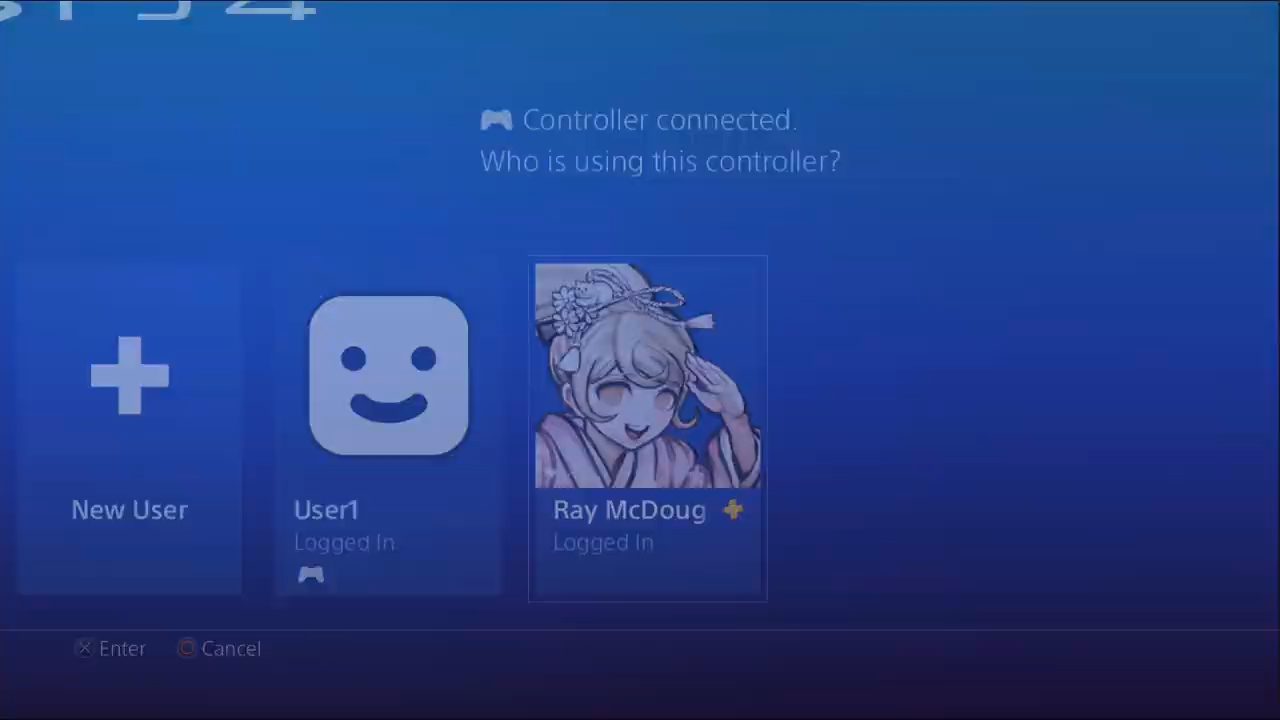 Controller connected.
Who is using this controller?
New User
User1
Logged In
Ray McDoug
Logged In
Enter
Cancel